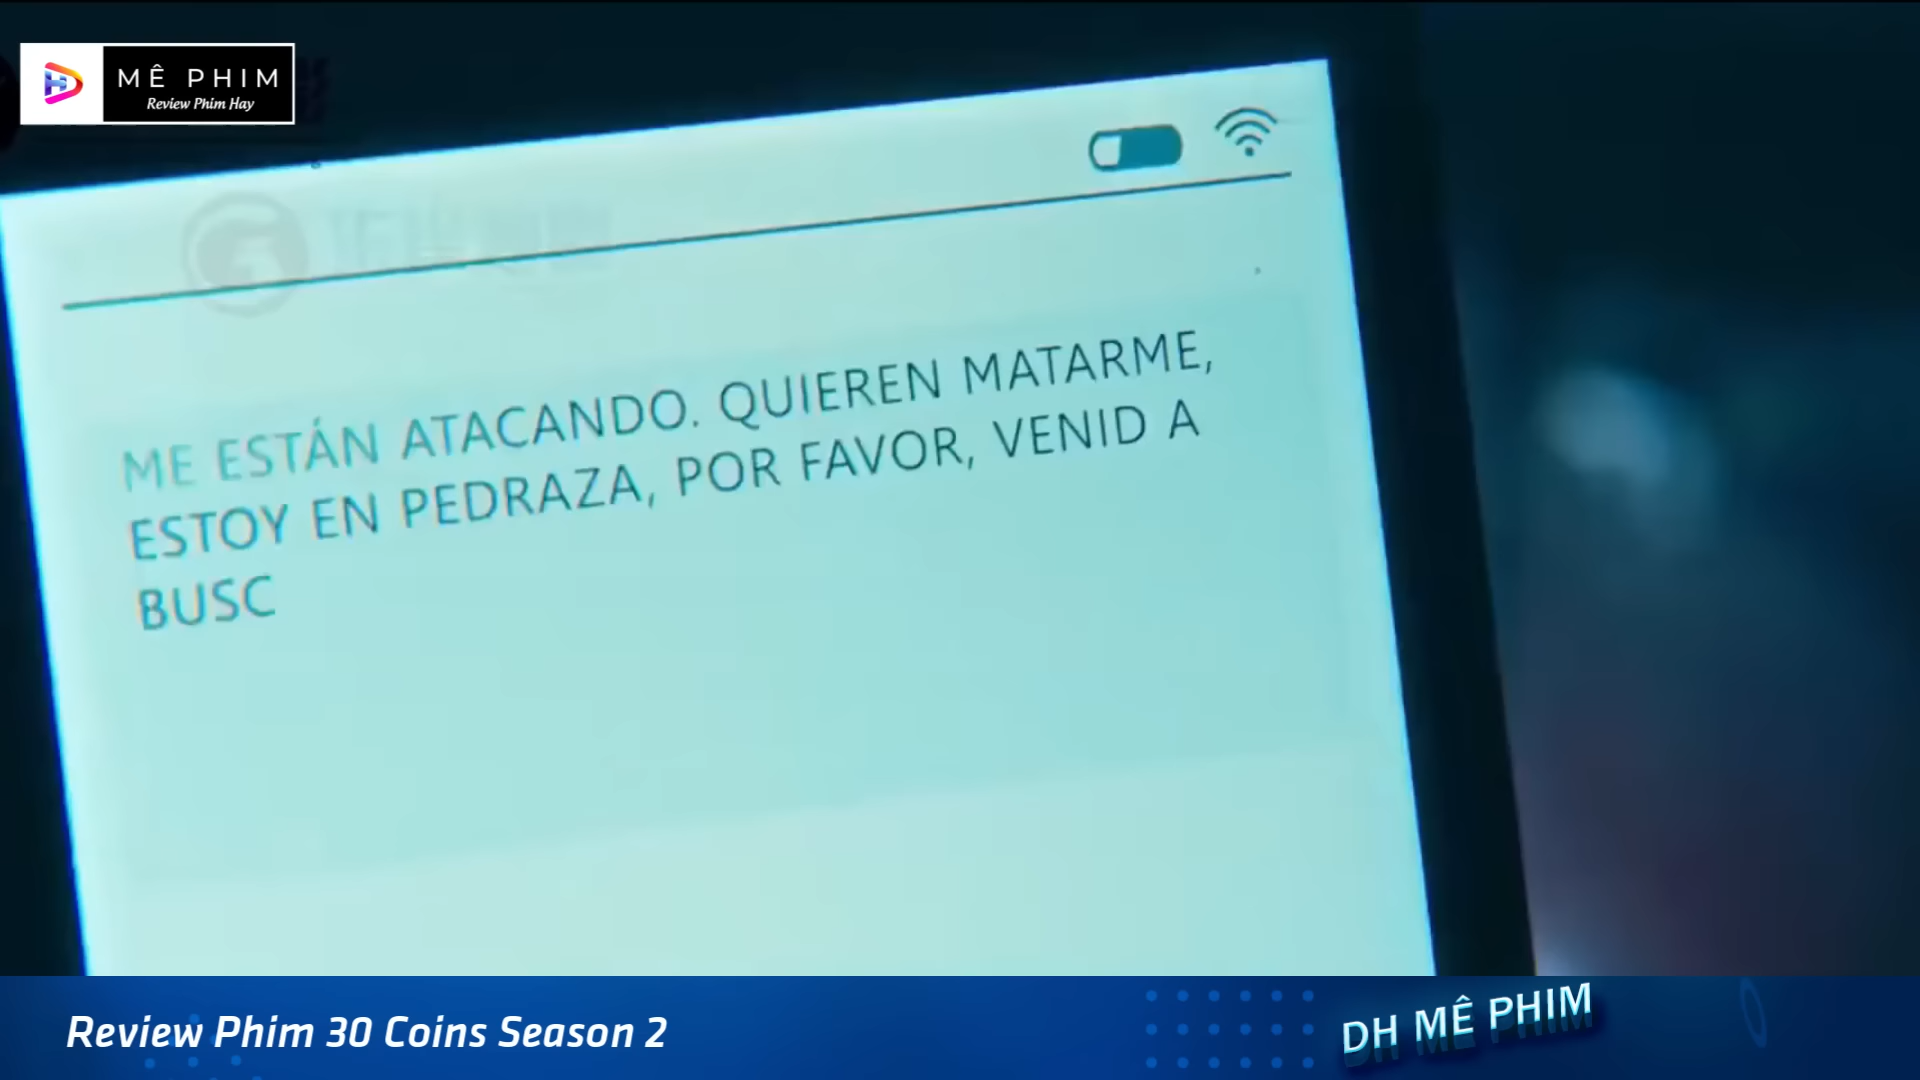 MÊ PHIM
Review Phim Hay
ME ESTÁN ATACANDO. QUIEREN MATARME,
ESTOY EN PEDRAZA, POR FAVOR, VENID A
BUSC
Review Phim 30 Coins Season 2
DH MÊ PHIM